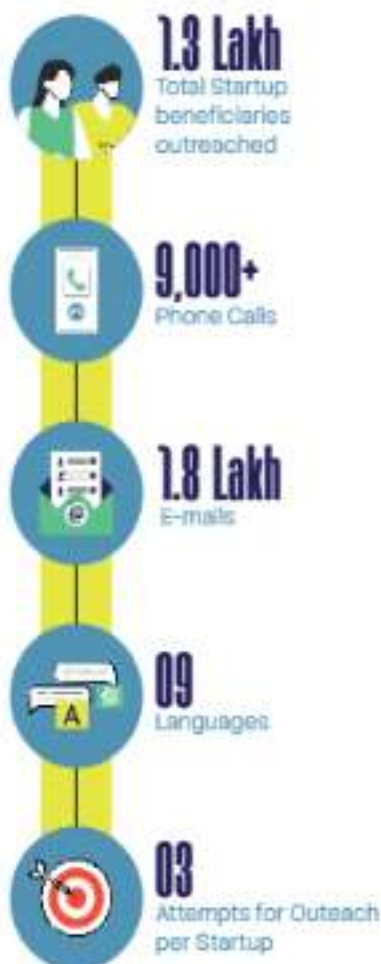 1.3 Lakh
Total Startup
beneficiaries
outreached
9,000+
Phone Calls
1.8 Lakh
E-mails
@
A
09
Languages
03
Attempts for Outeach
per Startup